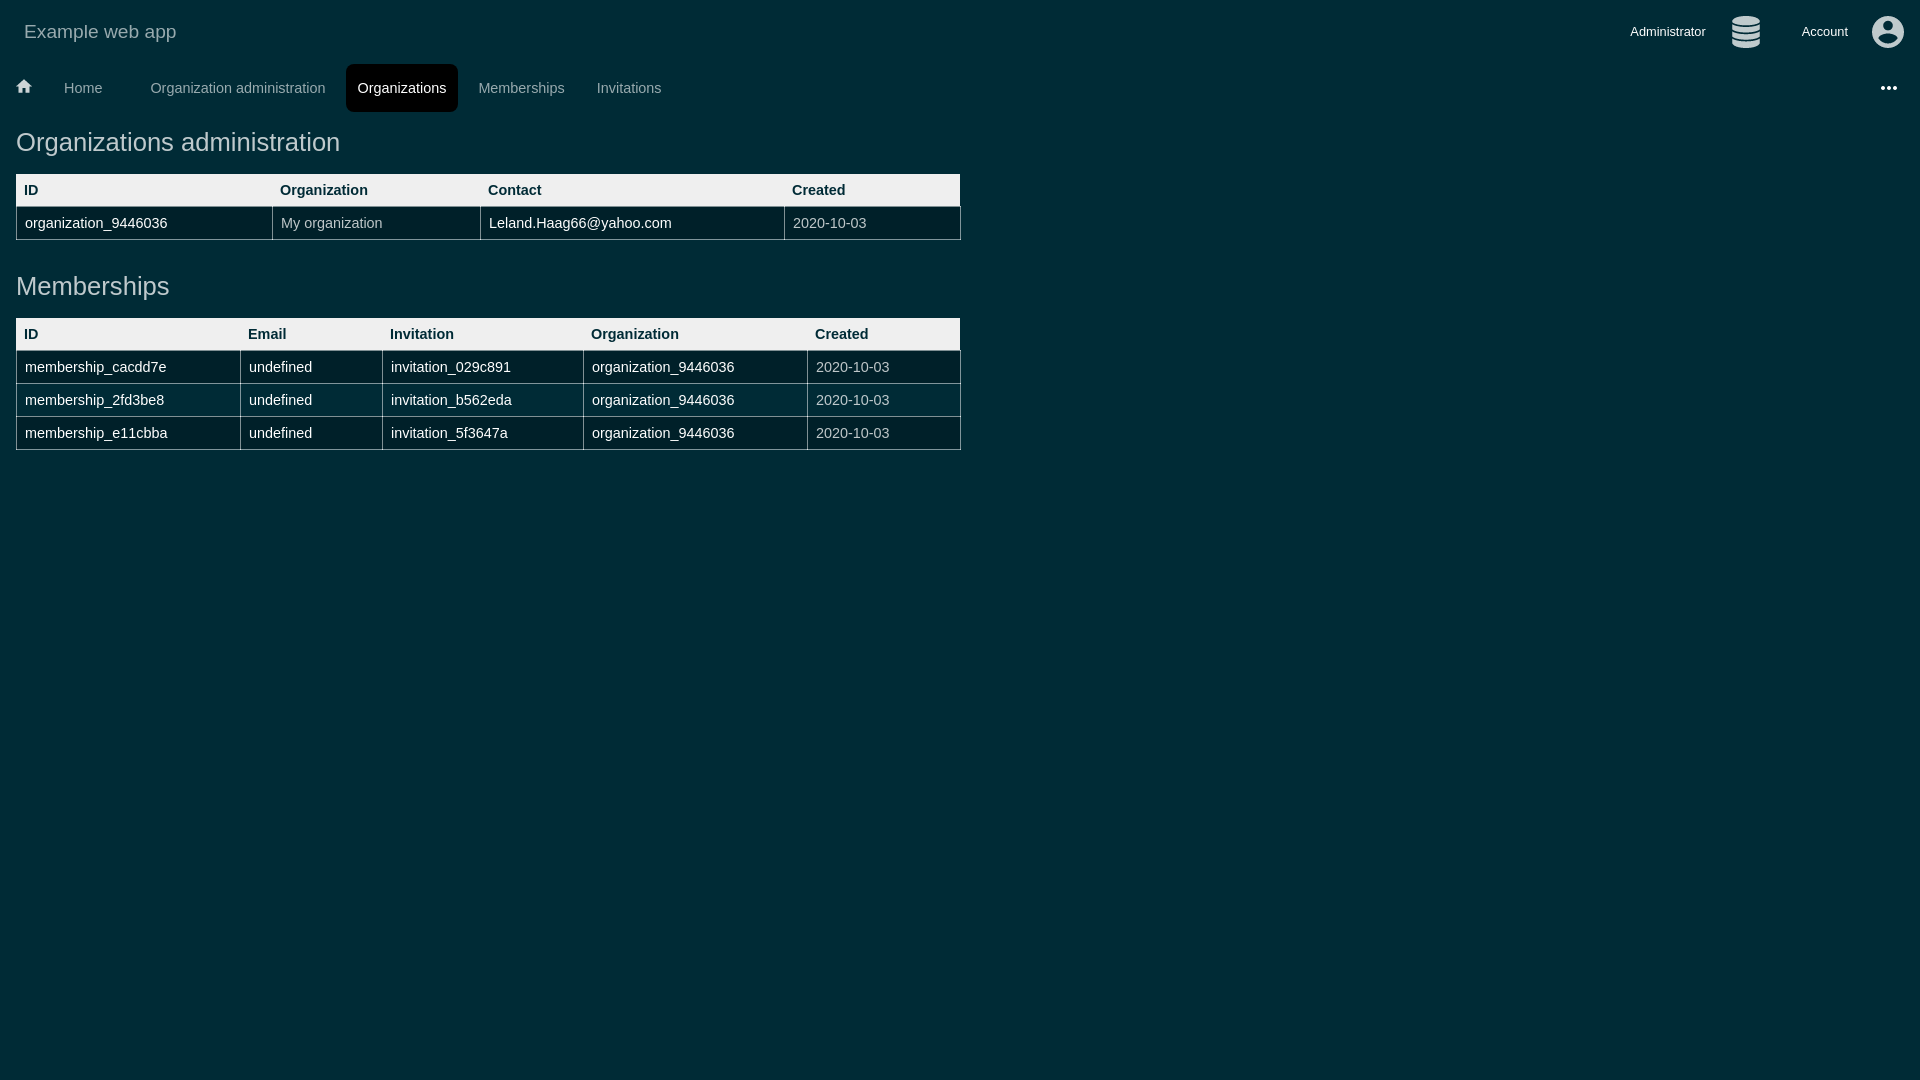 Example web app
Administrator
Account
Home
Organization administration
Organizations
Memberships
Invitations
Organizations administration
ID Organization Contact Created
organization_9446036 My organization Leland.Haag66@yahoo.com 2020-10-03
Memberships
ID Email Invitation Organization Created
membership_cacdd7e undefined invitation_029c891 organization_9446036 2020-10-03
membership_2fd3be8 undefined invitation_b562eda organization_9446036 2020-10-03
membership_e11cbba undefined invitation_5f3647a organization_9446036 2020-10-03